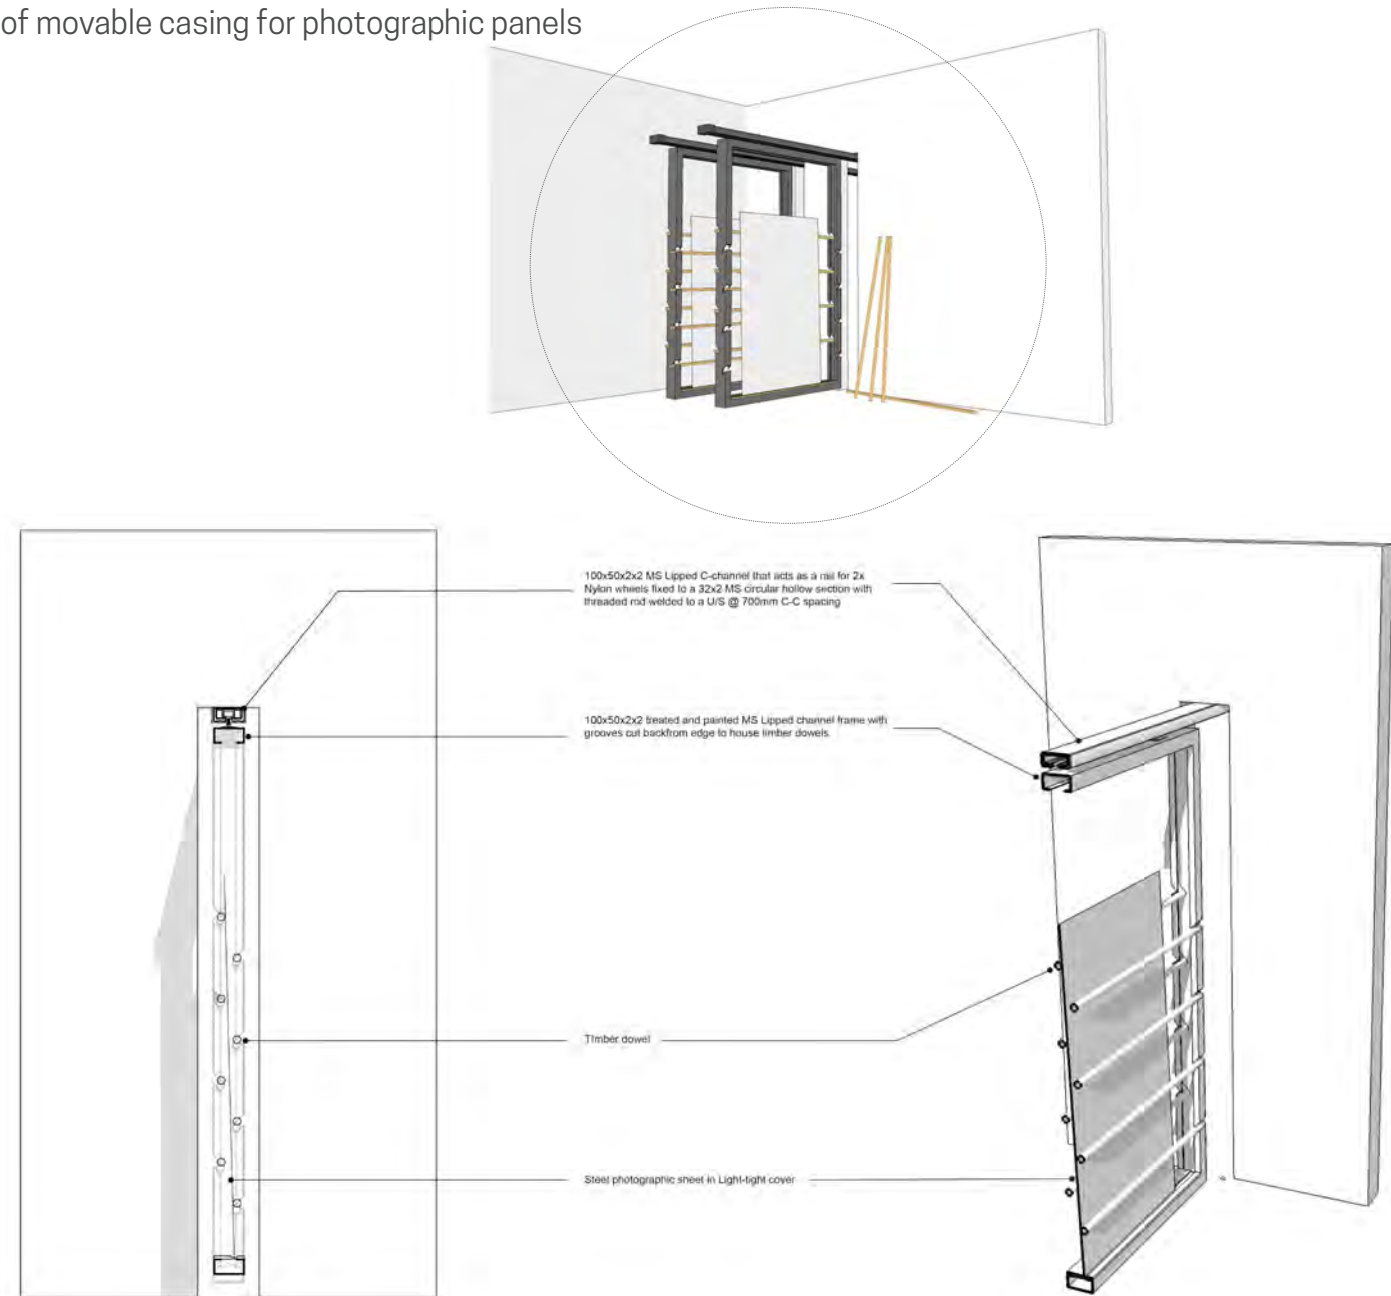 of movable casing for photographic panels
100x50x2x2 MS Lipped C-channel that acts as a rail for 2x
Nylon wheels fixed to a 32x2 MS circular hollow section with
threaded rod welded to a U/S @ 700mm C-C spacing
100x50x2x2 treated and painted MS Lipped channel frame with
grooves cut backfrom edge to house timber dowels.
Timber dowel
Steel photographic sheet in Light-tight cover